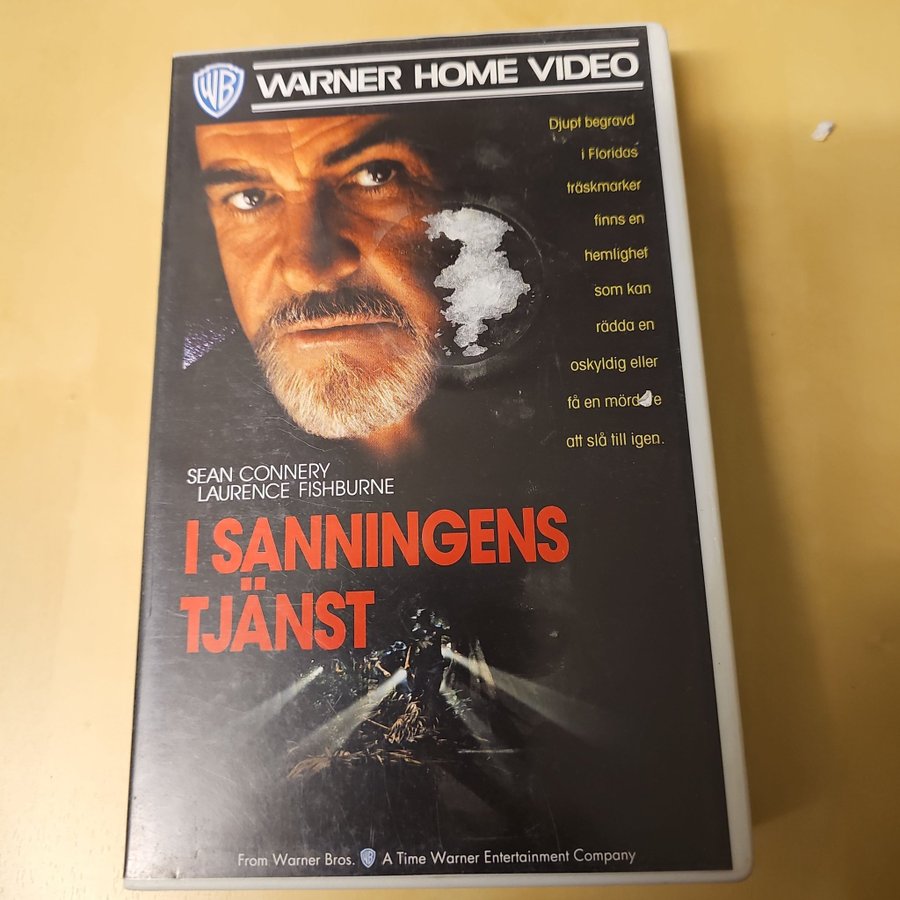 WB WARNER HOME VIDEO
Djupt begravd
i Floridas
träskmarker
finns en
hemlighet
som kan
rädda en
oskyldig eller
få en
att slå till igen.
SEAN CONNERY
LAURENCE FISHBURNE
I SANNINGENS
TJÄNST
From Warner Bros. WB A Time Warner Entertainment Company